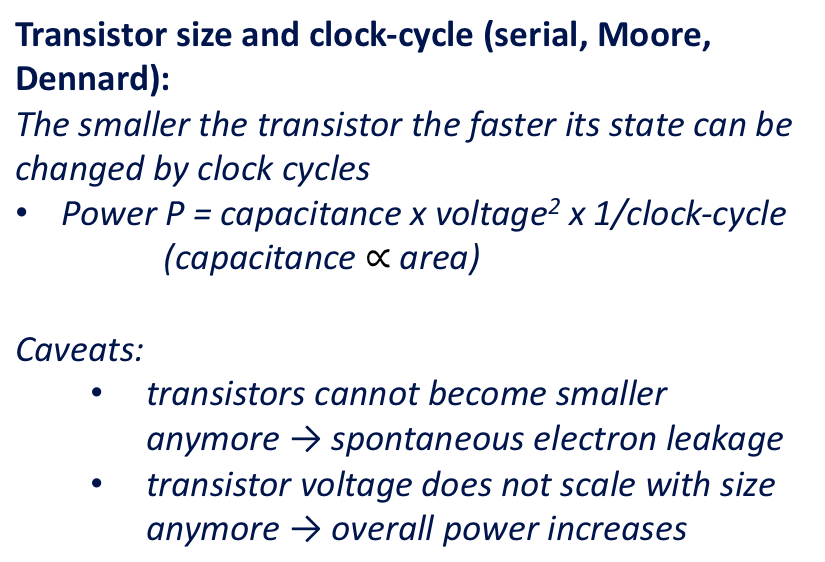 Transistor size and clock-cycle (serial, Moore,
Dennard):
The smaller the transistor the faster its state can be
changed by clock cycles
• Power P = capacitance x voltage² x 1/clock-cycle
(capacitance ∝ area)
Caveats:
• transistors cannot become smaller
anymore → spontaneous electron leakage
• transistor voltage does not scale with size
anymore → overall power increases